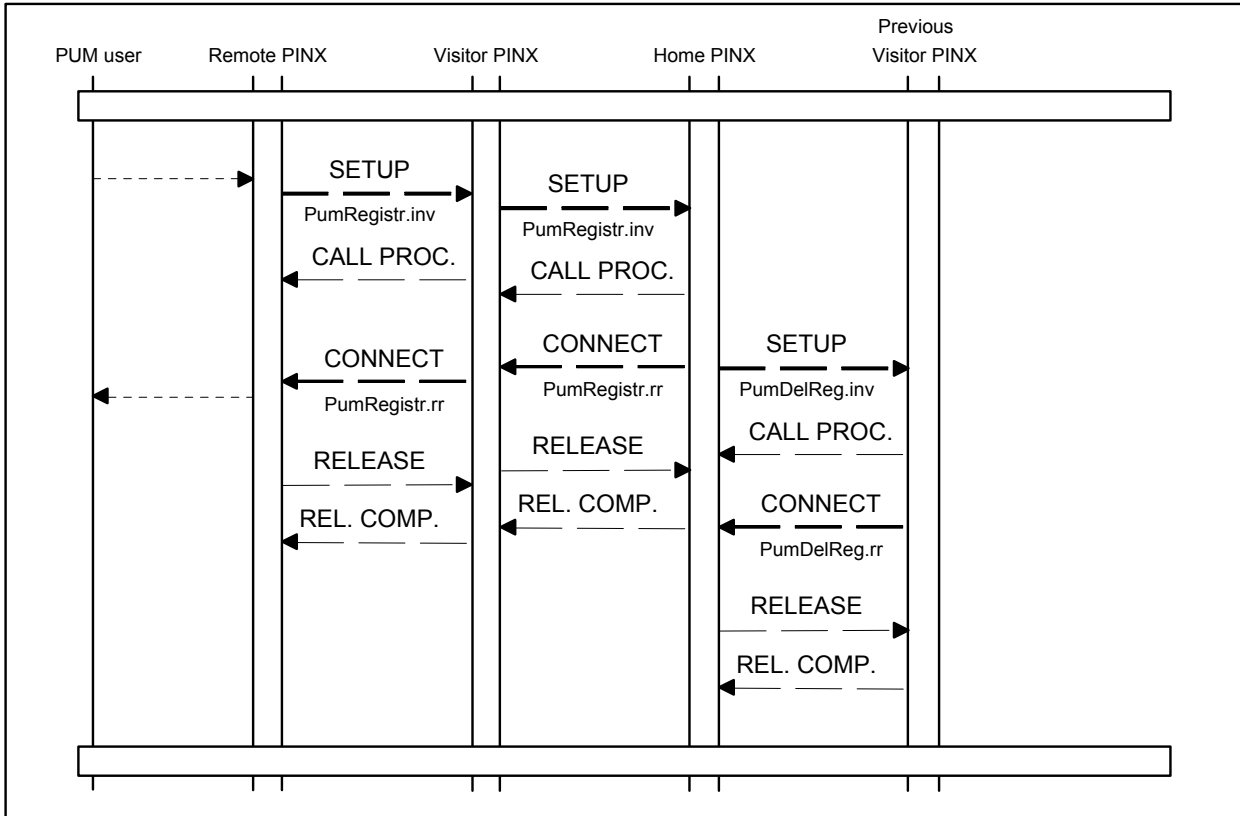 Previous
PUM user Remote PINX Visitor PINX Home PINX Visitor PINX
SETUP
SETUP
PumRegistr.inv
PumRegistr.inv
CALL PROC.
CALL PROC.
CONNECT
CONNECT
SETUP
PumRegistr.rr
PumRegistr.rr
PumDelReg.inv
CALL PROC.
RELEASE
RELEASE
REL. COMP.
REL. COMP.
CONNECT
PumDelReg.rr
RELEASE
REL. COMP.